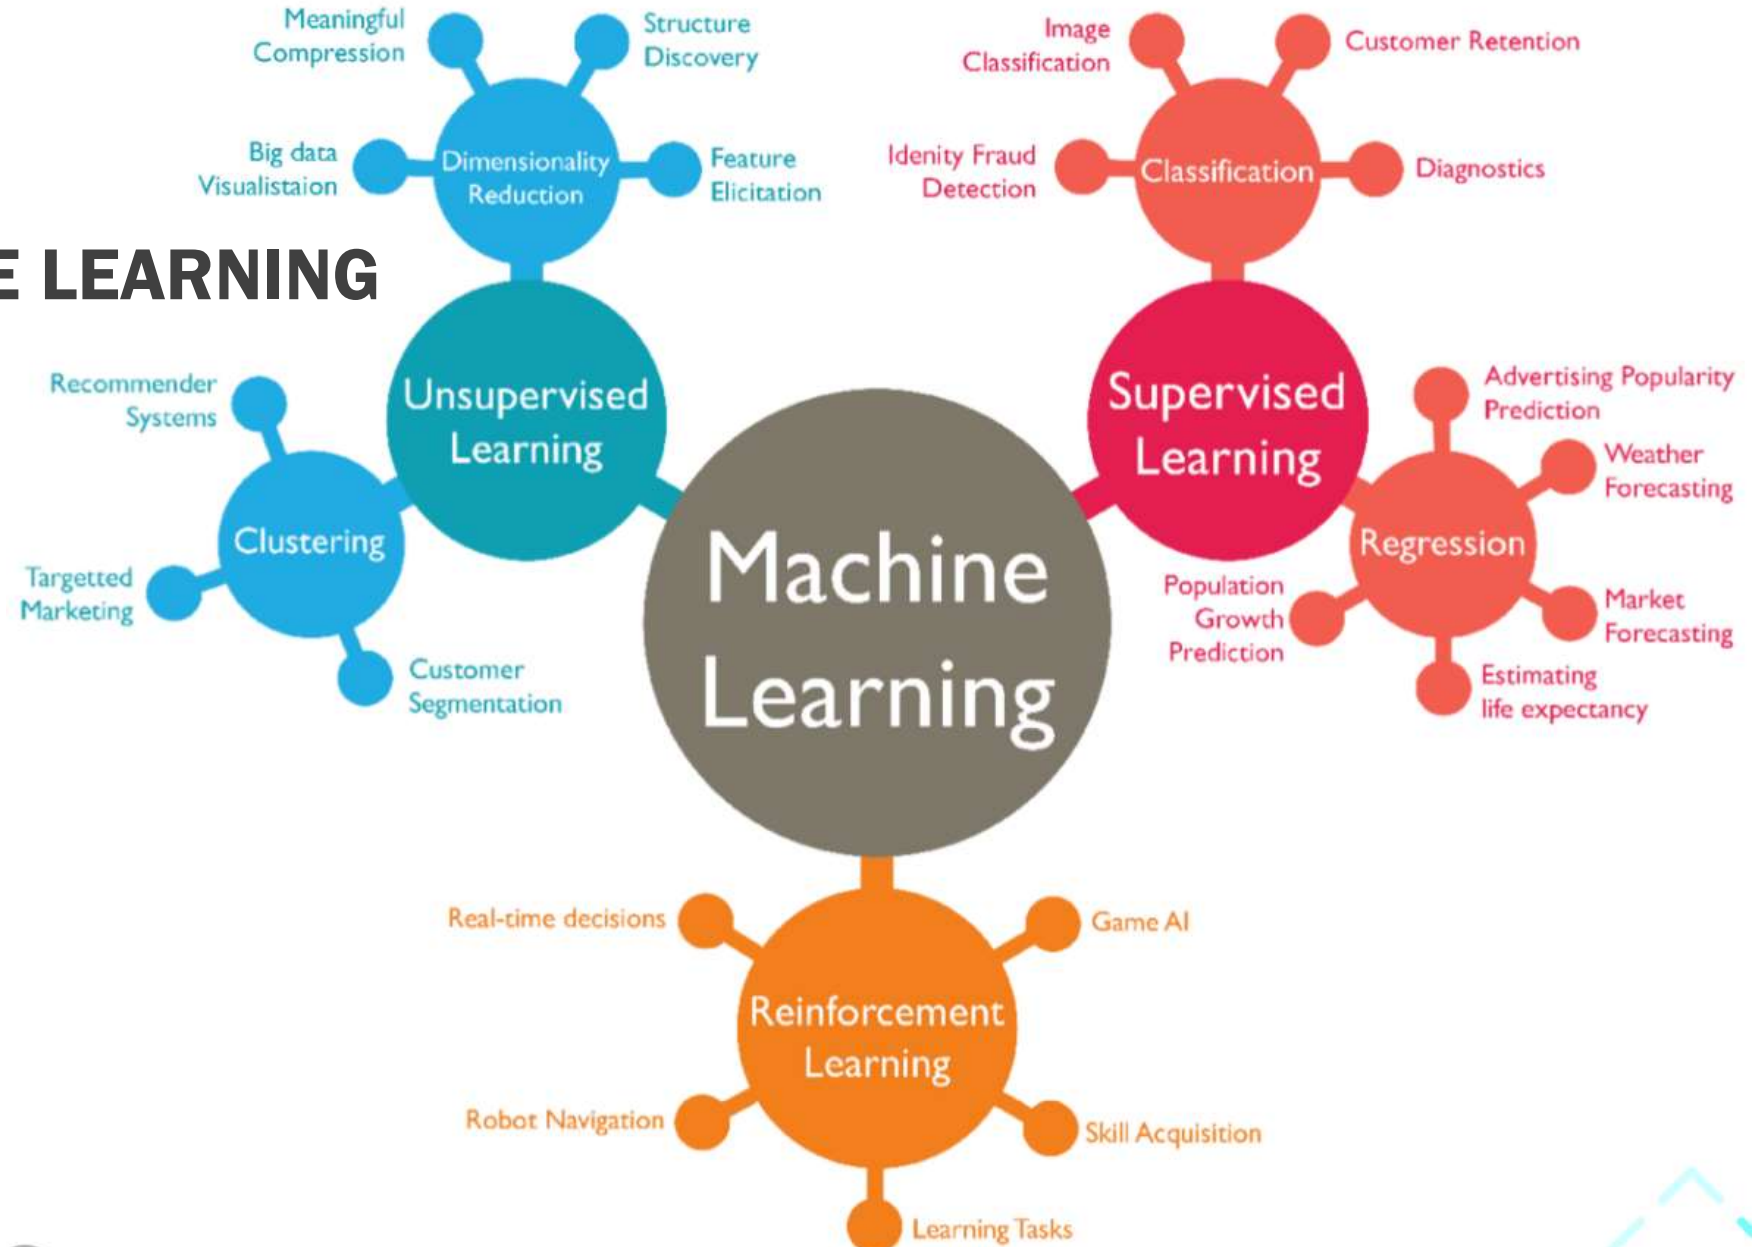 Meaningful
Compression
Structure
Discovery
Big data
Visualistaion
Dimensionality
Reduction
Feature
Elicitation
Image
Classification
Customer Retention
Idenity Fraud
Detection
Classification
Diagnostics
E LEARNING
Recommender
Systems
Unsupervised
Learning
Clustering
Targetted
Marketing
Customer
Segmentation
Machine
Learning
Supervised
Learning
Advertising Popularity
Prediction
Weather
Forecasting
Regression
Population
Growth
Prediction
Market
Forecasting
Estimating
life expectancy
Real-time decisions
Game AI
Reinforcement
Learning
Robot Navigation
Skill Acquisition
Learning Tasks